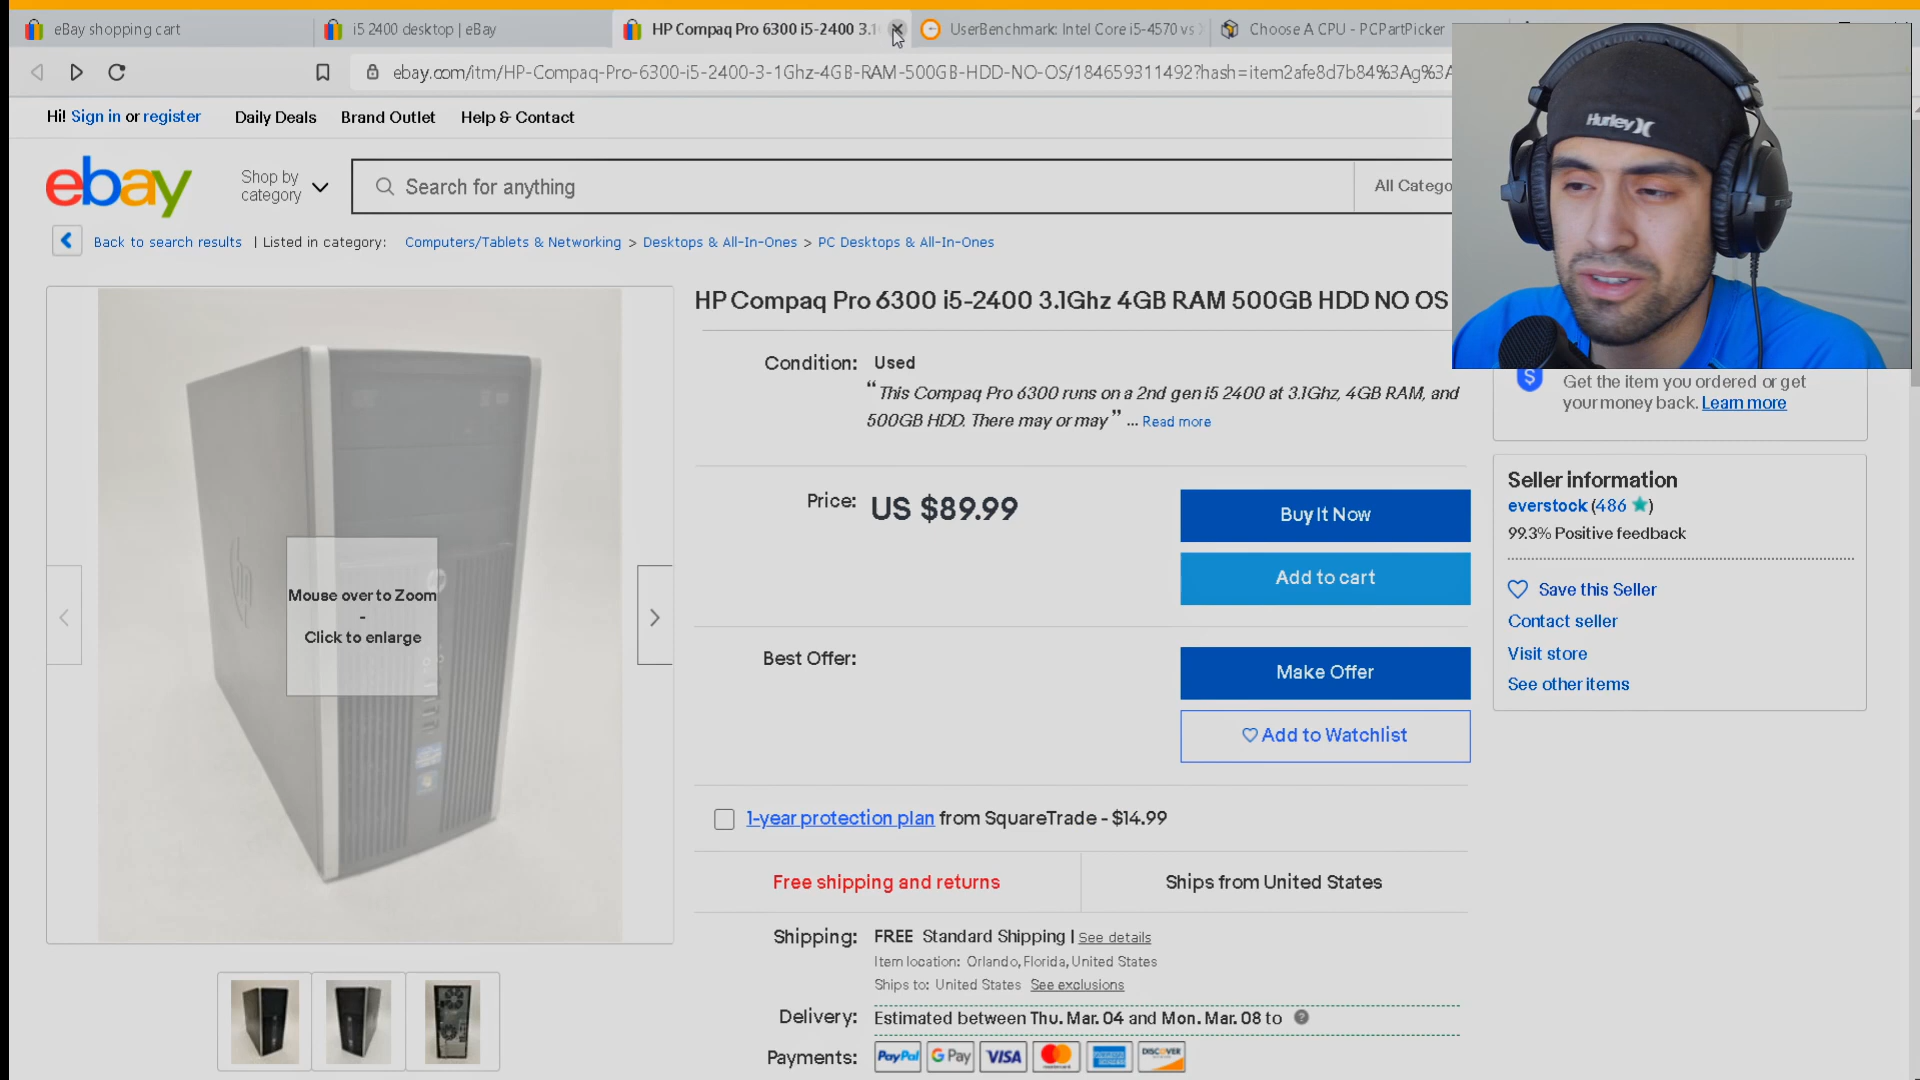 eBay shopping cart
i5 2400 desktop | eBay
HP Compaq Pro 6300 i5-2400 3.1
UserBenchmark: Intel Core i5-4570 vs
Choose A CPU - PCPartPicker
ebay.com/itm/HP-Compaq-Pro-6300-i5-2400-3-1Ghz-4GB-RAM-500GB-HDD-NO-OS/184659311492?hash=item2afe8d7b84%3Ag%3A
Hi! Sign in or register
Daily Deals
Brand Outlet
Help & Contact
Hurley
ebay
Shop by category
Search for anything
All Catego
Back to search results | Listed in category: Computers/Tablets & Networking > Desktops & All-In-Ones > PC Desktops & All-In-Ones
HP Compaq Pro 6300 i5-2400 3.1Ghz 4GB RAM 500GB HDD NO OS
Condition: Used
“This Compaq Pro 6300 runs on a 2nd gen i5 2400 at 3.1Ghz, 4GB RAM, and
500GB HDD. There may or may” ... Read more
Price: US $89.99
Buy It Now
Add to cart
Best Offer:
Make Offer
Add to Watchlist
Mouse over to Zoom
-
Click to enlarge
1-year protection plan from SquareTrade - $14.99
Free shipping and returns
Ships from United States
Shipping: FREE Standard Shipping | See details
Item location: Orlando, Florida, United States
Ships to: United States See exclusions
Delivery: Estimated between Thu. Mar. 04 and Mon. Mar. 08 to
Payments: PayPal G Pay VISA mastercard AMERICAN EXPRESS DISCOVER
Get the item you ordered or get
your money back. Learn more
Seller information
everstock (486 ★)
99.3% Positive feedback
Save this Seller
Contact seller
Visit store
See other items